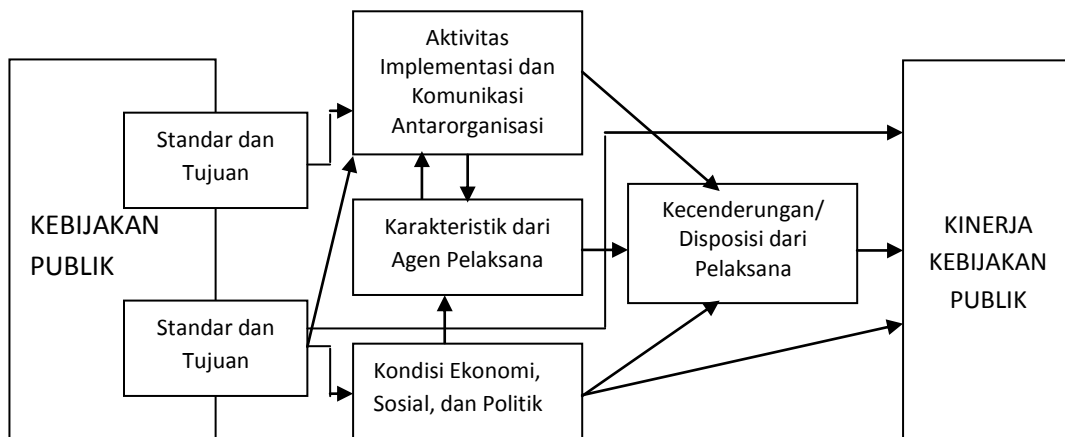 KEBIJAKAN
PUBLIK
Standar dan
Tujuan
Standar dan
Tujuan
Aktivitas
Implementasi dan
Komunikasi
Antarorganisasi
Karakteristik dari
Agen Pelaksana
Kondisi Ekonomi,
Sosial, dan Politik
Kecenderungan/
Disposisi dari
Pelaksana
KINERJA
KEBIJAKAN
PUBLIK